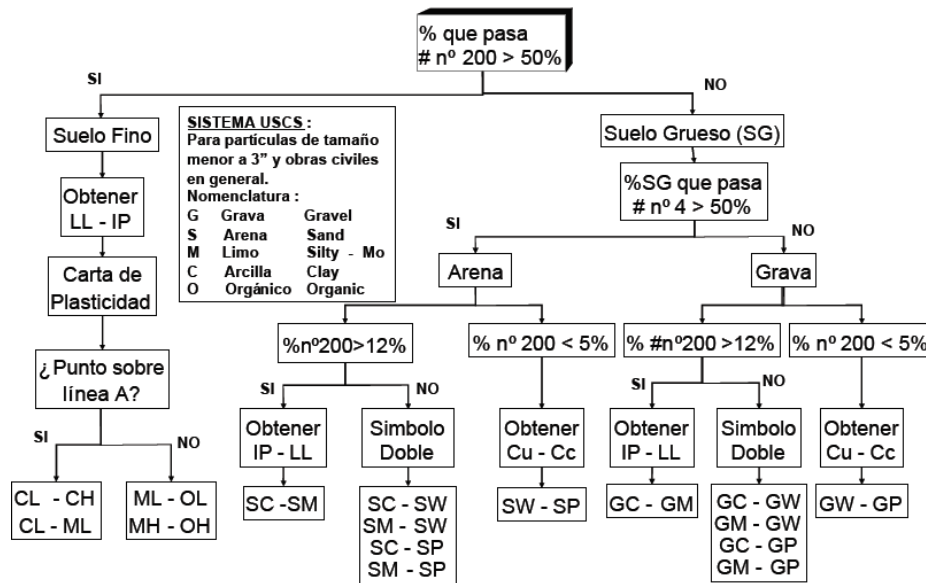 % que pasa
# nº 200 > 50%
SI
NO
Suelo Fino
SISTEMA USCS :
Para partículas de tamaño
menor a 3” y obras civiles
en general.
Nomenclatura :
G Grava Gravel
S Arena Sand
M Limo Silty - Mo
C Arcilla Clay
O Orgánico Organic
Suelo Grueso (SG)
Obtener
LL - IP
%SG que pasa
# nº 4 > 50%
SI
NO
Carta de
Plasticidad
Arena
Grava
¿Punto sobre
línea A?
%nº200>12%
% nº 200 < 5%
% #nº200 >12%
% nº 200 < 5%
SI
NO
SI
NO
SI
NO
Obtener
IP - LL
Simbolo
Doble
Obtener
Cu - Cc
Obtener
IP - LL
Simbolo
Doble
Obtener
Cu - Cc
CL - CH
CL - ML
ML - OL
MH - OH
SC -SM
SC - SW
SM - SW
SC - SP
SM - SP
SW - SP
GC - GM
GC - GW
GM - GW
GC - GP
GM - GP
GW - GP